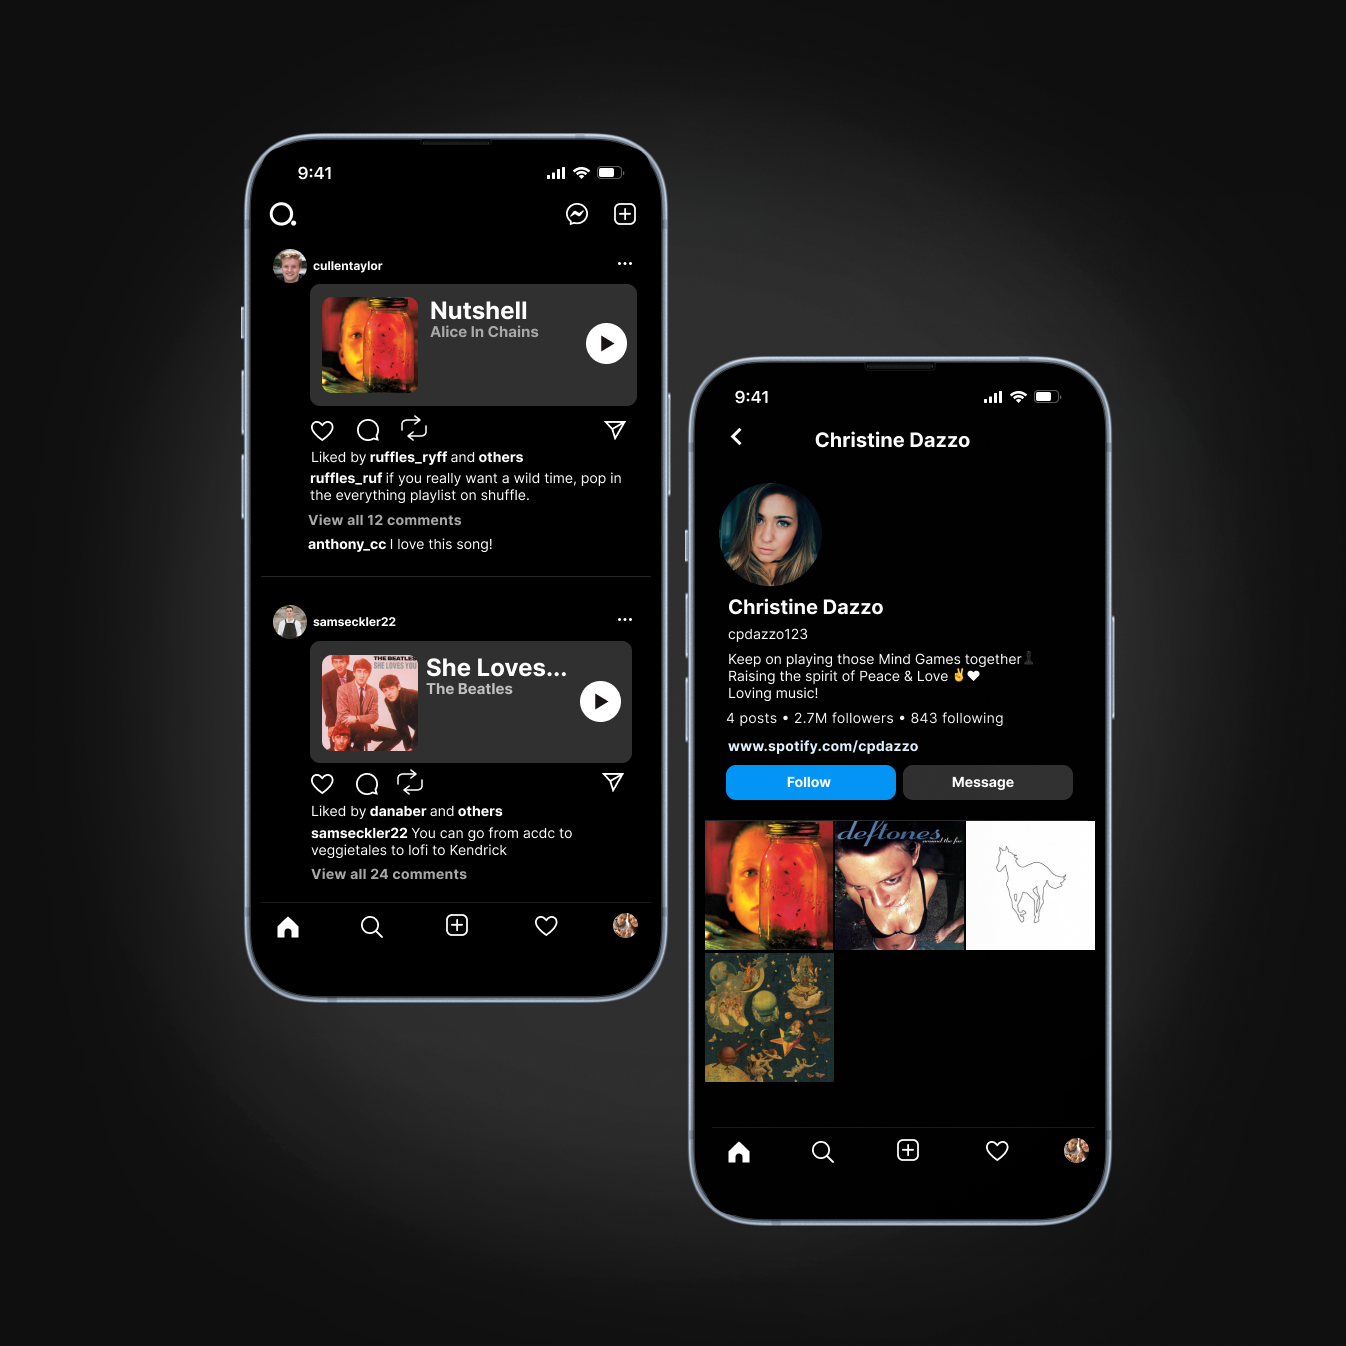 9:41
cullentaylor
Nutshell
Alice In Chains
Liked by ruffles_ryff and others
ruffles_ruf if you really want a wild time, pop in
the everything playlist on shuffle.
View all 12 comments
anthony_cc I love this song!
samseckler22
THE BEATLES
SHE LOVES YOU
She Loves...
The Beatles
Liked by danaber and others
samseckler22 You can go from acdc to
veggietales to lofi to Kendrick
View all 24 comments
9:41
Christine Dazzo
Christine Dazzo
cpdazzo123
Keep on playing those Mind Games together♟️
Raising the spirit of Peace & Love ✌️🤍
Loving music!
4 posts • 2.7M followers • 843 following
www.spotify.com/cpdazzo
Follow
Message
deftones
around the fur